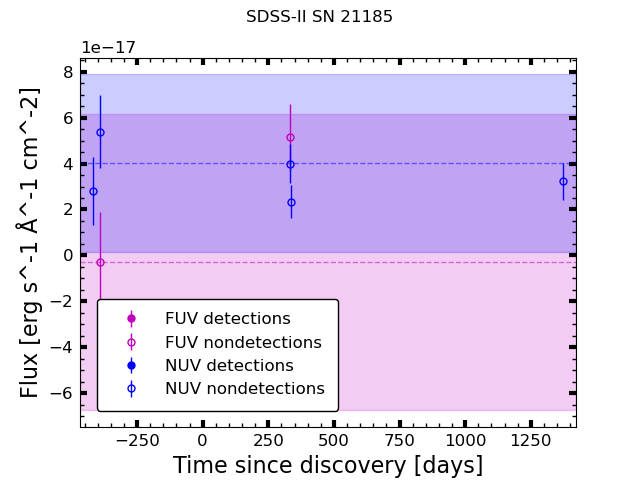 SDSS-II SN 21185
1e−17
8
6
4
2
0
−2
−4
−6
Flux [erg s^-1 Å^-1 cm^-2]
FUV detections
FUV nondetections
NUV detections
NUV nondetections
−250 0 250 500 750 1000 1250
Time since discovery [days]